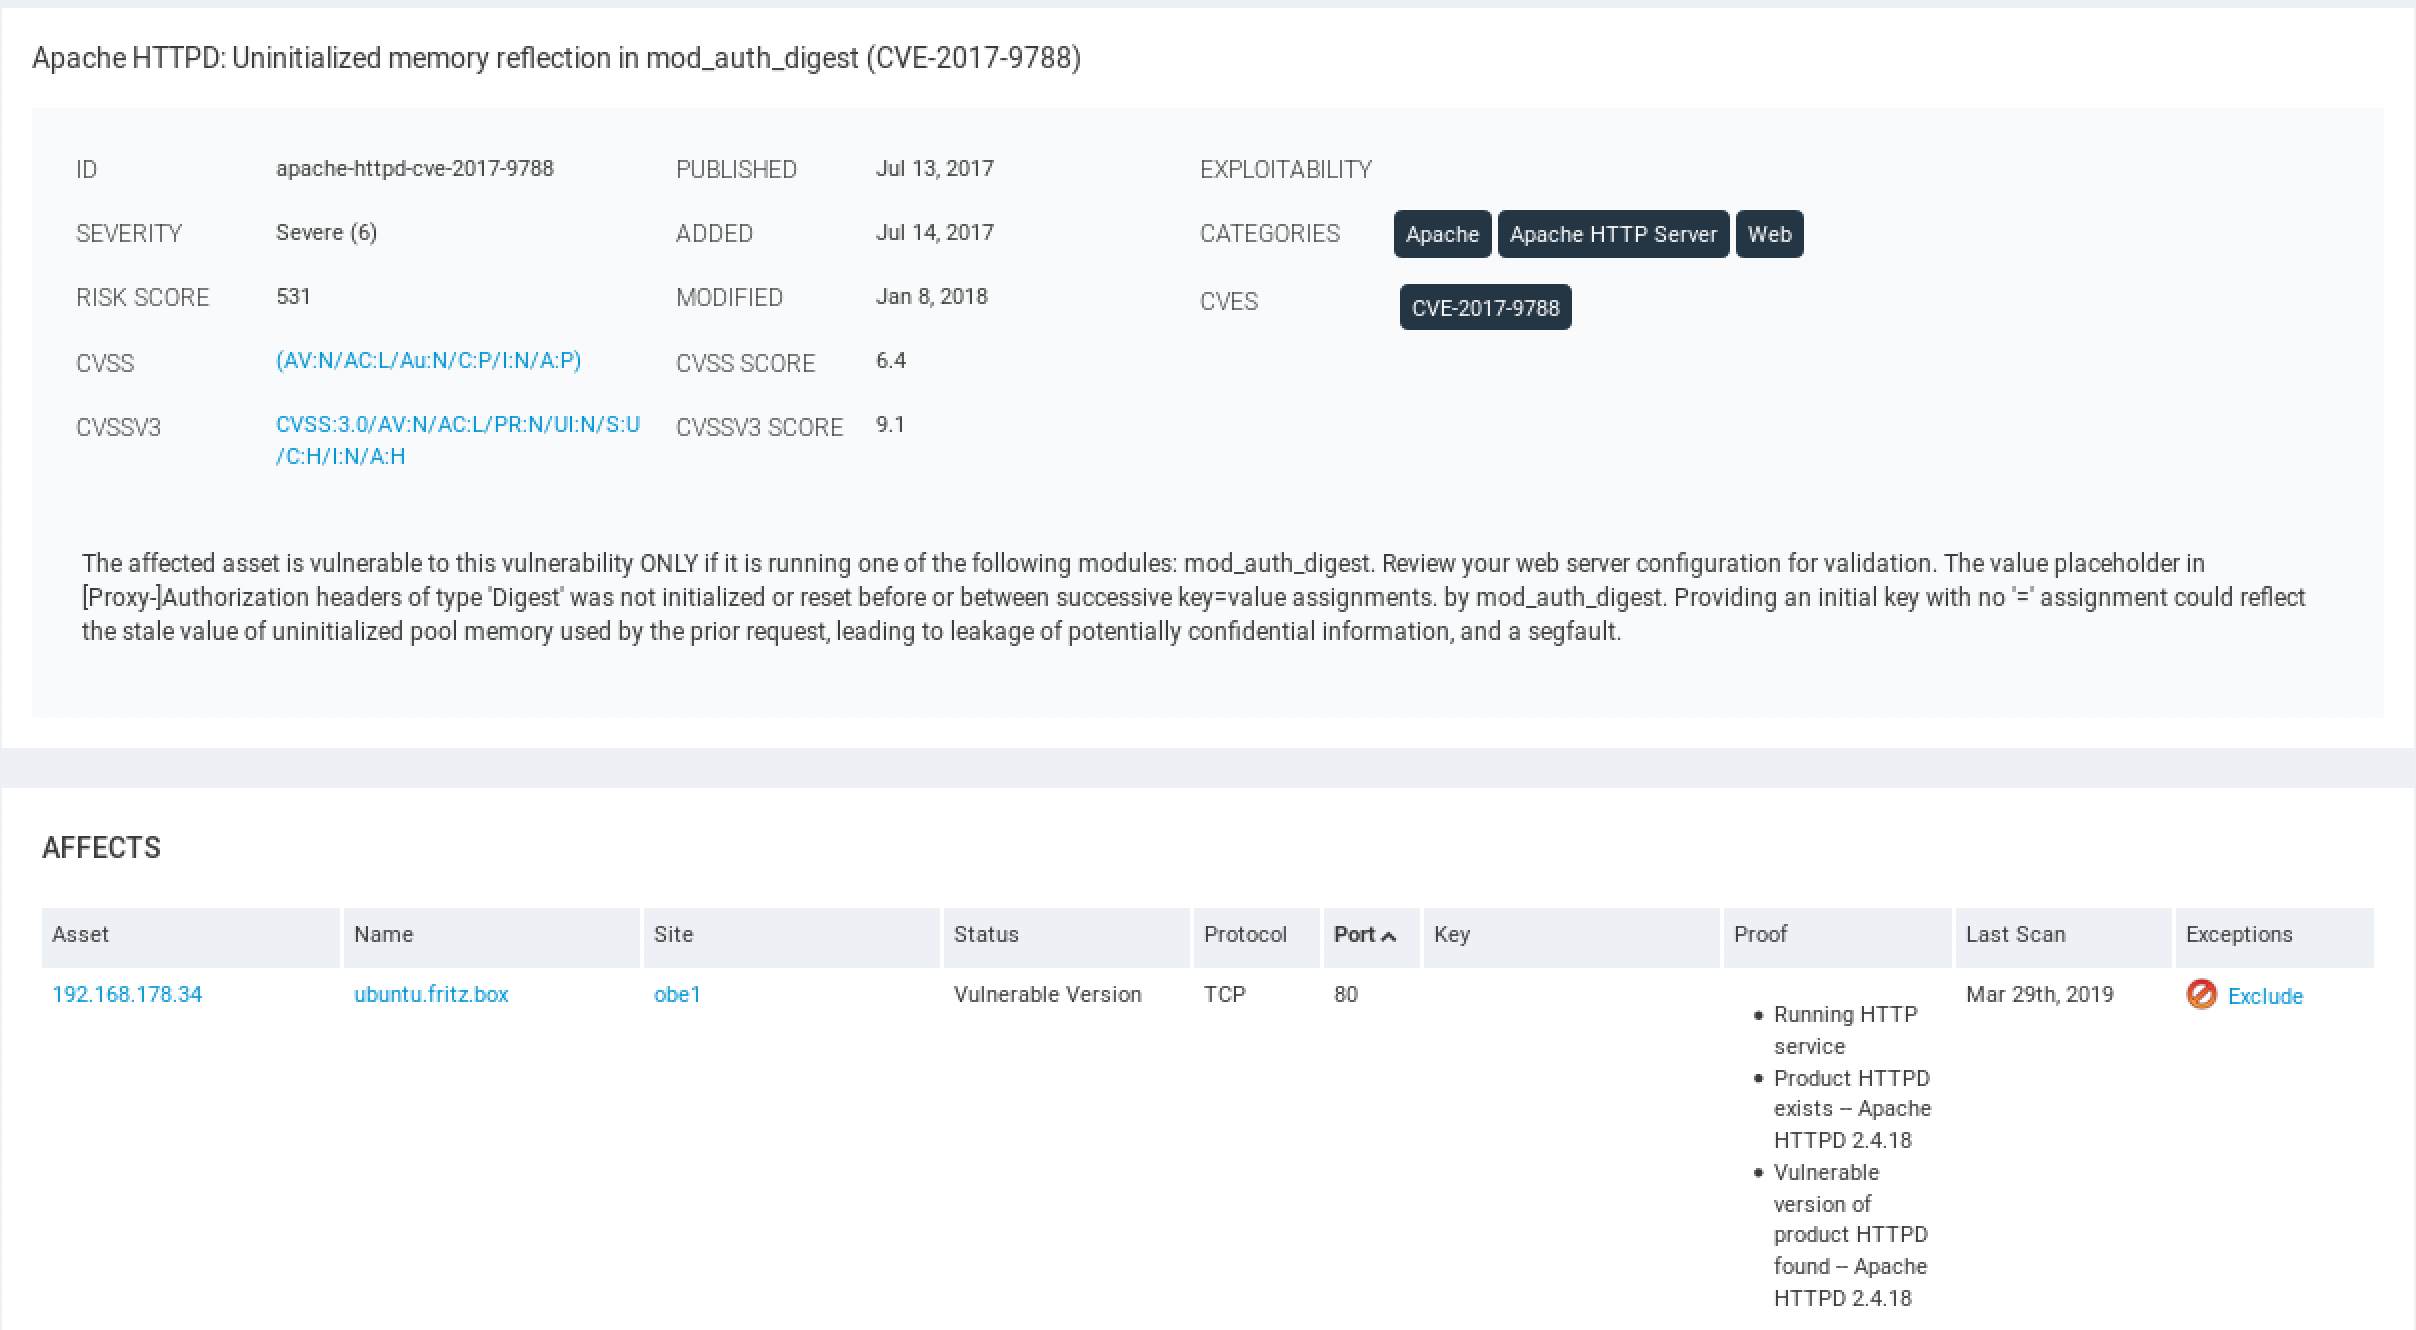 Apache HTTPD: Uninitialized memory reflection in mod_auth_digest (CVE-2017-9788)
ID apache-httpd-cve-2017-9788 PUBLISHED Jul 13, 2017 EXPLOITABILITY
SEVERITY Severe (6) ADDED Jul 14, 2017 CATEGORIES Apache Apache HTTP Server Web
RISK SCORE 531 MODIFIED Jan 8, 2018 CVES CVE-2017-9788
CVSS (AV:N/AC:L/Au:N/C:P/I:N/A:P) CVSS SCORE 6.4
CVSSV3 CVSS:3.0/AV:N/AC:L/PR:N/UI:N/S:U CVSSV3 SCORE 9.1
/C:H/I:N/A:H
The affected asset is vulnerable to this vulnerability ONLY if it is running one of the following modules: mod_auth_digest. Review your web server configuration for validation. The value placeholder in
[Proxy-]Authorization headers of type 'Digest' was not initialized or reset before or between successive key=value assignments. by mod_auth_digest. Providing an initial key with no '=' assignment could reflect
the stale value of uninitialized pool memory used by the prior request, leading to leakage of potentially confidential information, and a segfault.
AFFECTS
Asset Name Site Status Protocol Port Key Proof Last Scan Exceptions
192.168.178.34 ubuntu.fritz.box obe1 Vulnerable Version TCP 80 Mar 29th, 2019 Exclude
• Running HTTP
service
• Product HTTPD
exists -- Apache
HTTPD 2.4.18
• Vulnerable
version of
product HTTPD
found -- Apache
HTTPD 2.4.18